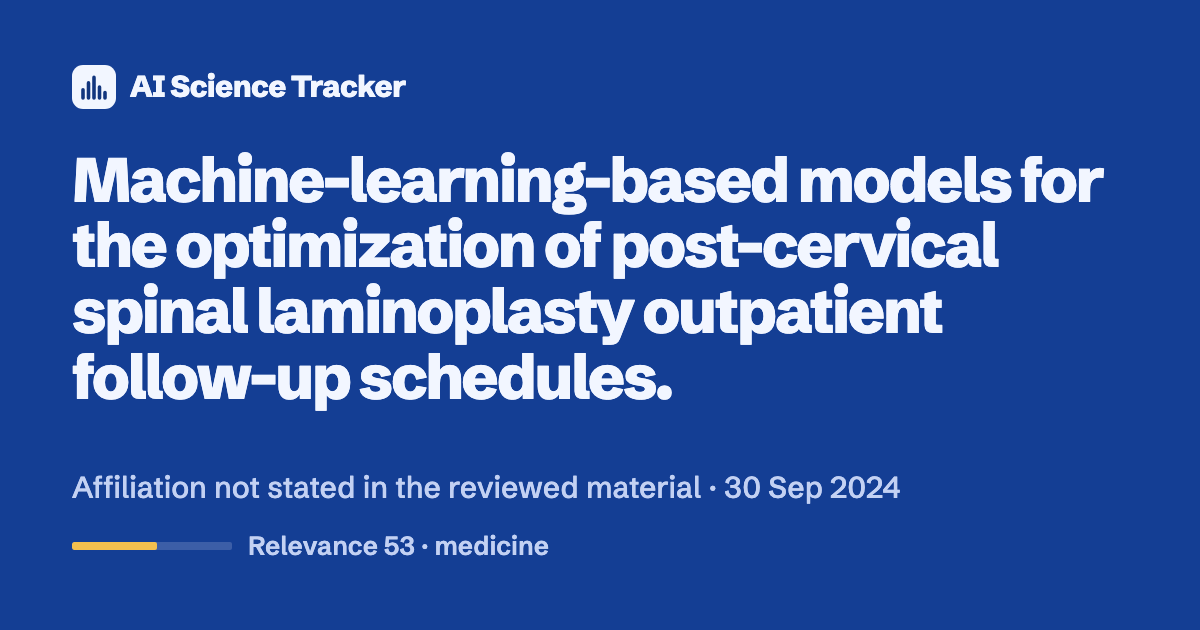 AI Science Tracker
Machine-learning-based models for
the optimization of post-cervical
spinal laminoplasty outpatient
follow-up schedules.
Affiliation not stated in the reviewed material · 30 Sep 2024
Relevance 53 · medicine